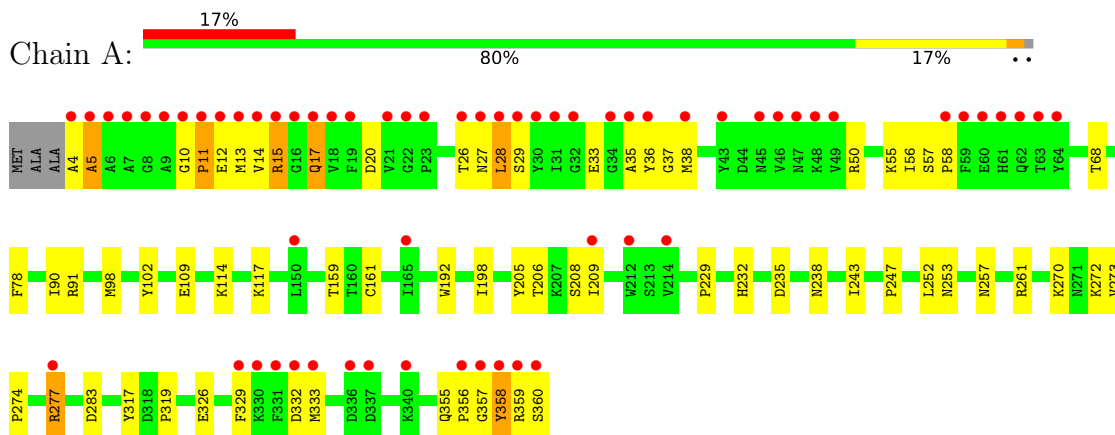 17%
Chain A:
80% 17% • •
MET ALA ALA A4 A5 A6 A7 G8 A9 G10 P11 E12 M13 V14 R15 G16 Q17 V18 F19 D20 V21 G22 P23 T26 N27 L28 S29 Y30 I31 G32 E33 G34 A35 Y36 G37 M38 Y43 D44 N45 V46 N47 K48 V49 R50 K55 I56 S57 P58 F59 E60 H61 Q62 T63 Y64 T68
F78 I90 R91 M98 Y102 E109 K114 K117 L150 T159 T160 C161 I165 W192 I198 Y205 T206 K207 S208 I209 W212 S213 V214 P229 H232 D235 N238 I243 P247 L252 N253 N257 R261 K270 N271 K272 V273
P274 R277 D283 Y317 D318 P319 E326 F329 K330 F331 D332 M333 D336 D337 K340 Q355 P356 G357 Y358 R359 S360